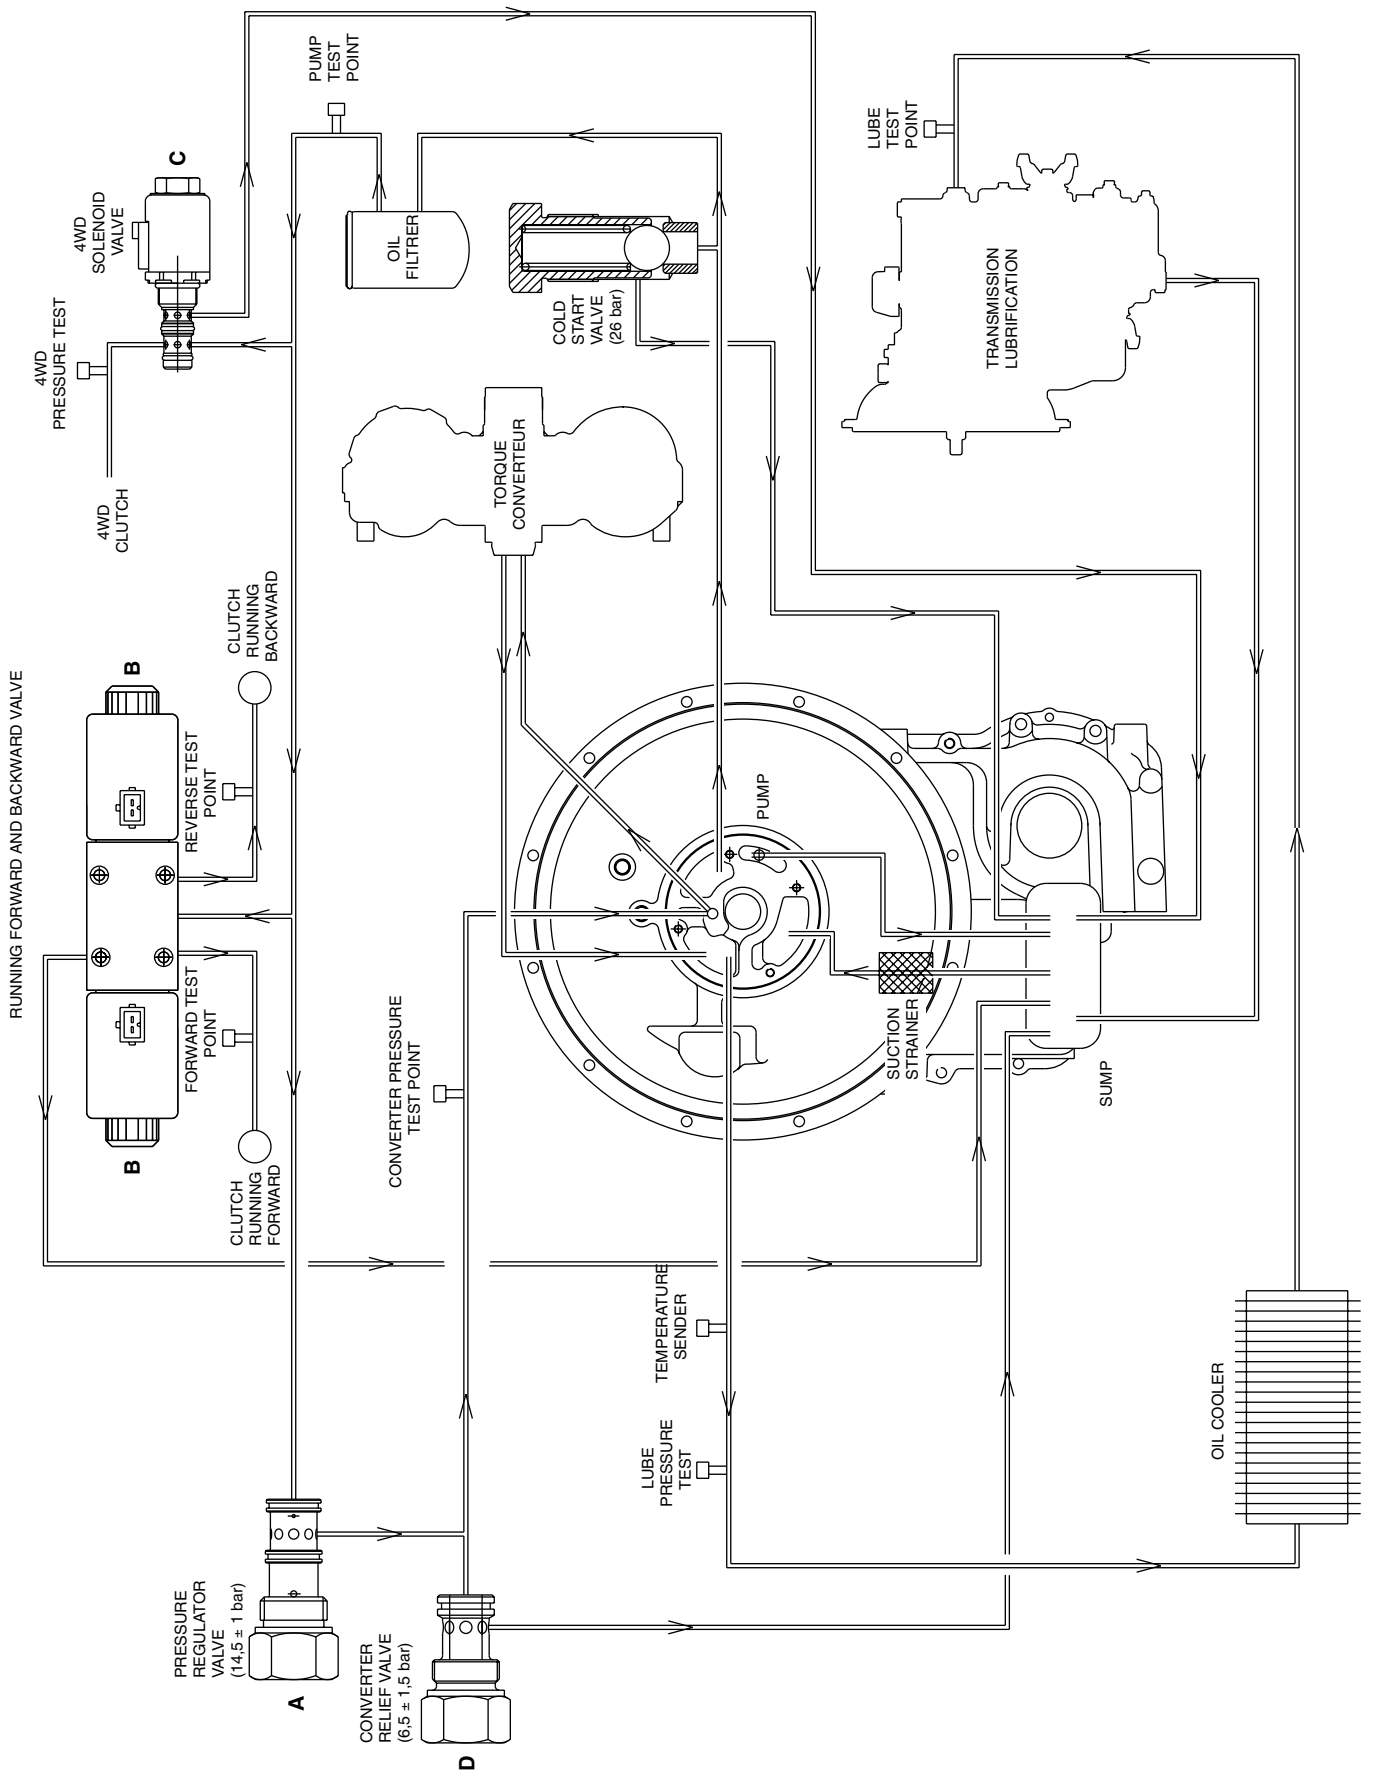 RUNNING FORWARD AND BACKWARD VALVE
B
B
FORWARD TEST
POINT
REVERSE TEST
POINT
CLUTCH
RUNNING
FORWARD
CLUTCH
RUNNING
BACKWARD
4WD
CLUTCH
4WD
PRESSURE TEST
4WD
SOLENOID
VALVE
C
PUMP
TEST
POINT
OIL
FILTRER
COLD
START
VALVE
(26 bar)
TORQUE
CONVERTEUR
LUBE
TEST
POINT
TRANSMISSION
LUBRIFICATION
PUMP
SUCTION
STRAINER
SUMP
CONVERTER PRESSURE
TEST POINT
TEMPERATURE
SENDER
LUBE
PRESSURE
TEST
OIL COOLER
PRESSURE
REGULATOR
VALVE
(14,5 ± 1 bar)
A
CONVERTER
RELIEF VALVE
(6,5 ± 1,5 bar)
D